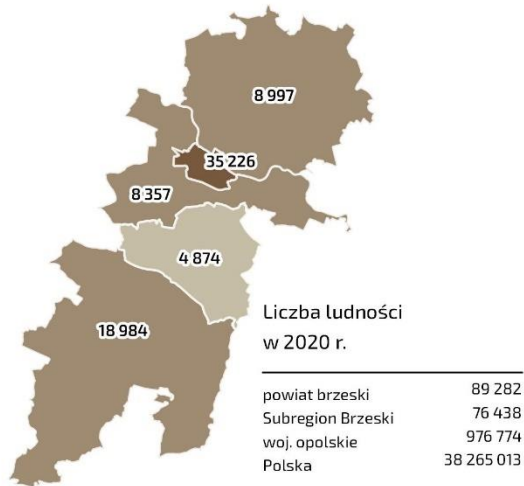 8 997
35 226
8 357
4 874
18 984
Liczba ludności
w 2020 r.
powiat brzeski 89 282
Subregion Brzeski 76 438
woj. opolskie 976 774
Polska 38 265 013